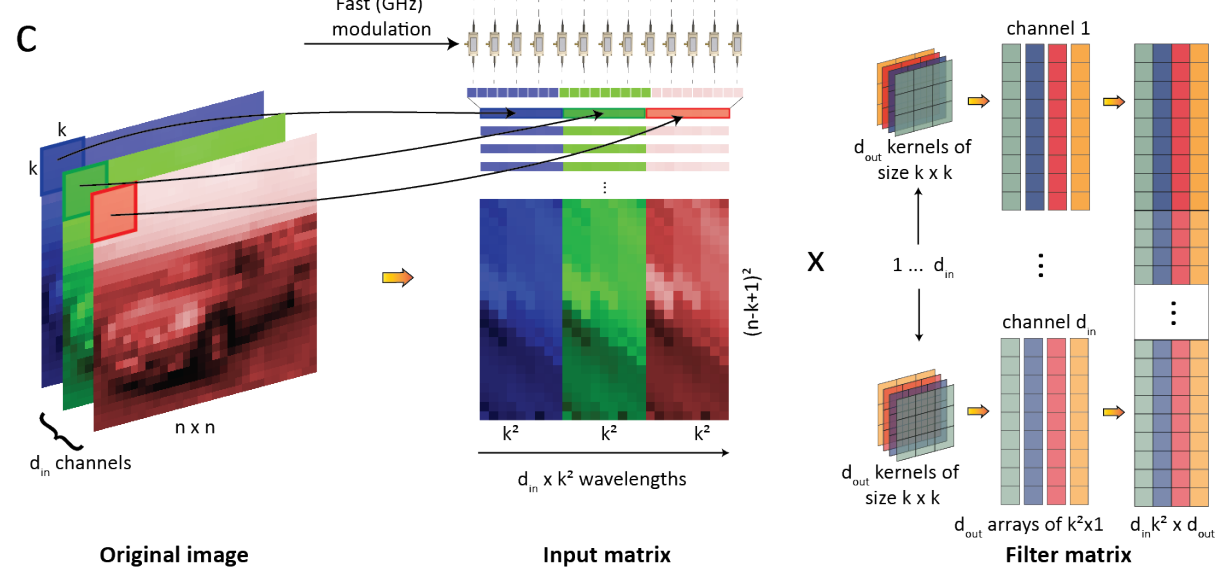 C
Fast (GHz)
modulation
k
k
n x n
d_in channels
Original image
⋮
k² k² k²
d_in x k² wavelengths
(n-k+1)²
Input matrix
x
d_out kernels of
size k x k
1 ... d_in
d_out kernels of
size k x k
channel 1
⋮
channel d_in
d_out arrays of k²x1
⋮
d_in k² x d_out
Filter matrix